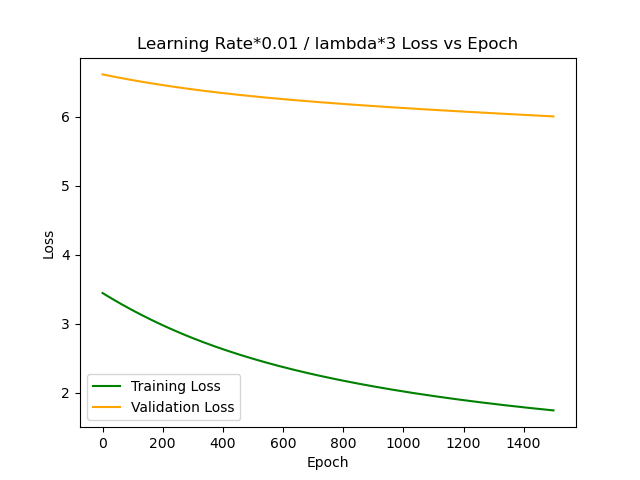 Learning Rate*0.01 / lambda*3 Loss vs Epoch
Loss
6
5
4
3
2
Training Loss
Validation Loss
0 200 400 600 800 1000 1200 1400
Epoch